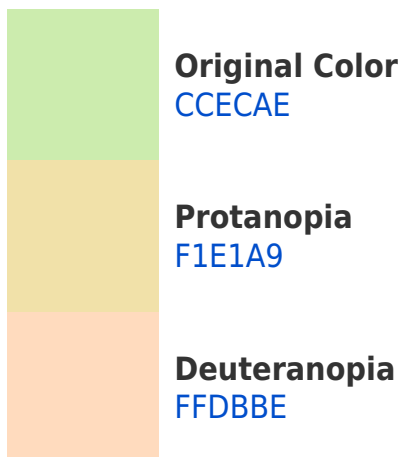 Original Color
CCECAE
Protanopia
F1E1A9
Deuteranopia
FFDBBE